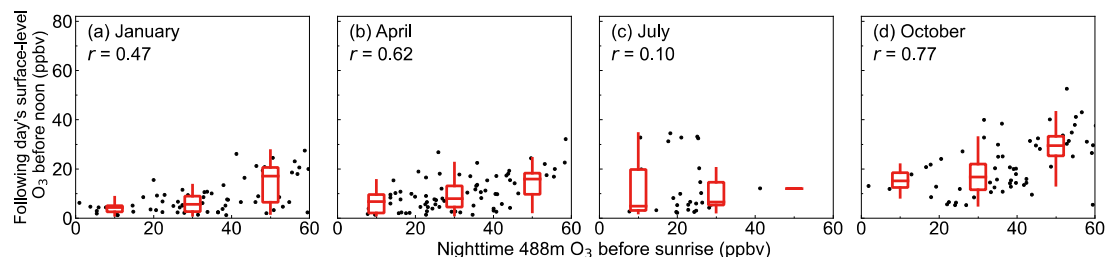 (a) January
r = 0.47
(b) April
r = 0.62
(c) July
r = 0.10
(d) October
r = 0.77
Following day's surface-level
O₃ before noon (ppbv)
80
60
40
20
0
0 20 40 60
0 20 40 60
0 20 40 60
0 20 40 60
Nighttime 488m O₃ before sunrise (ppbv)